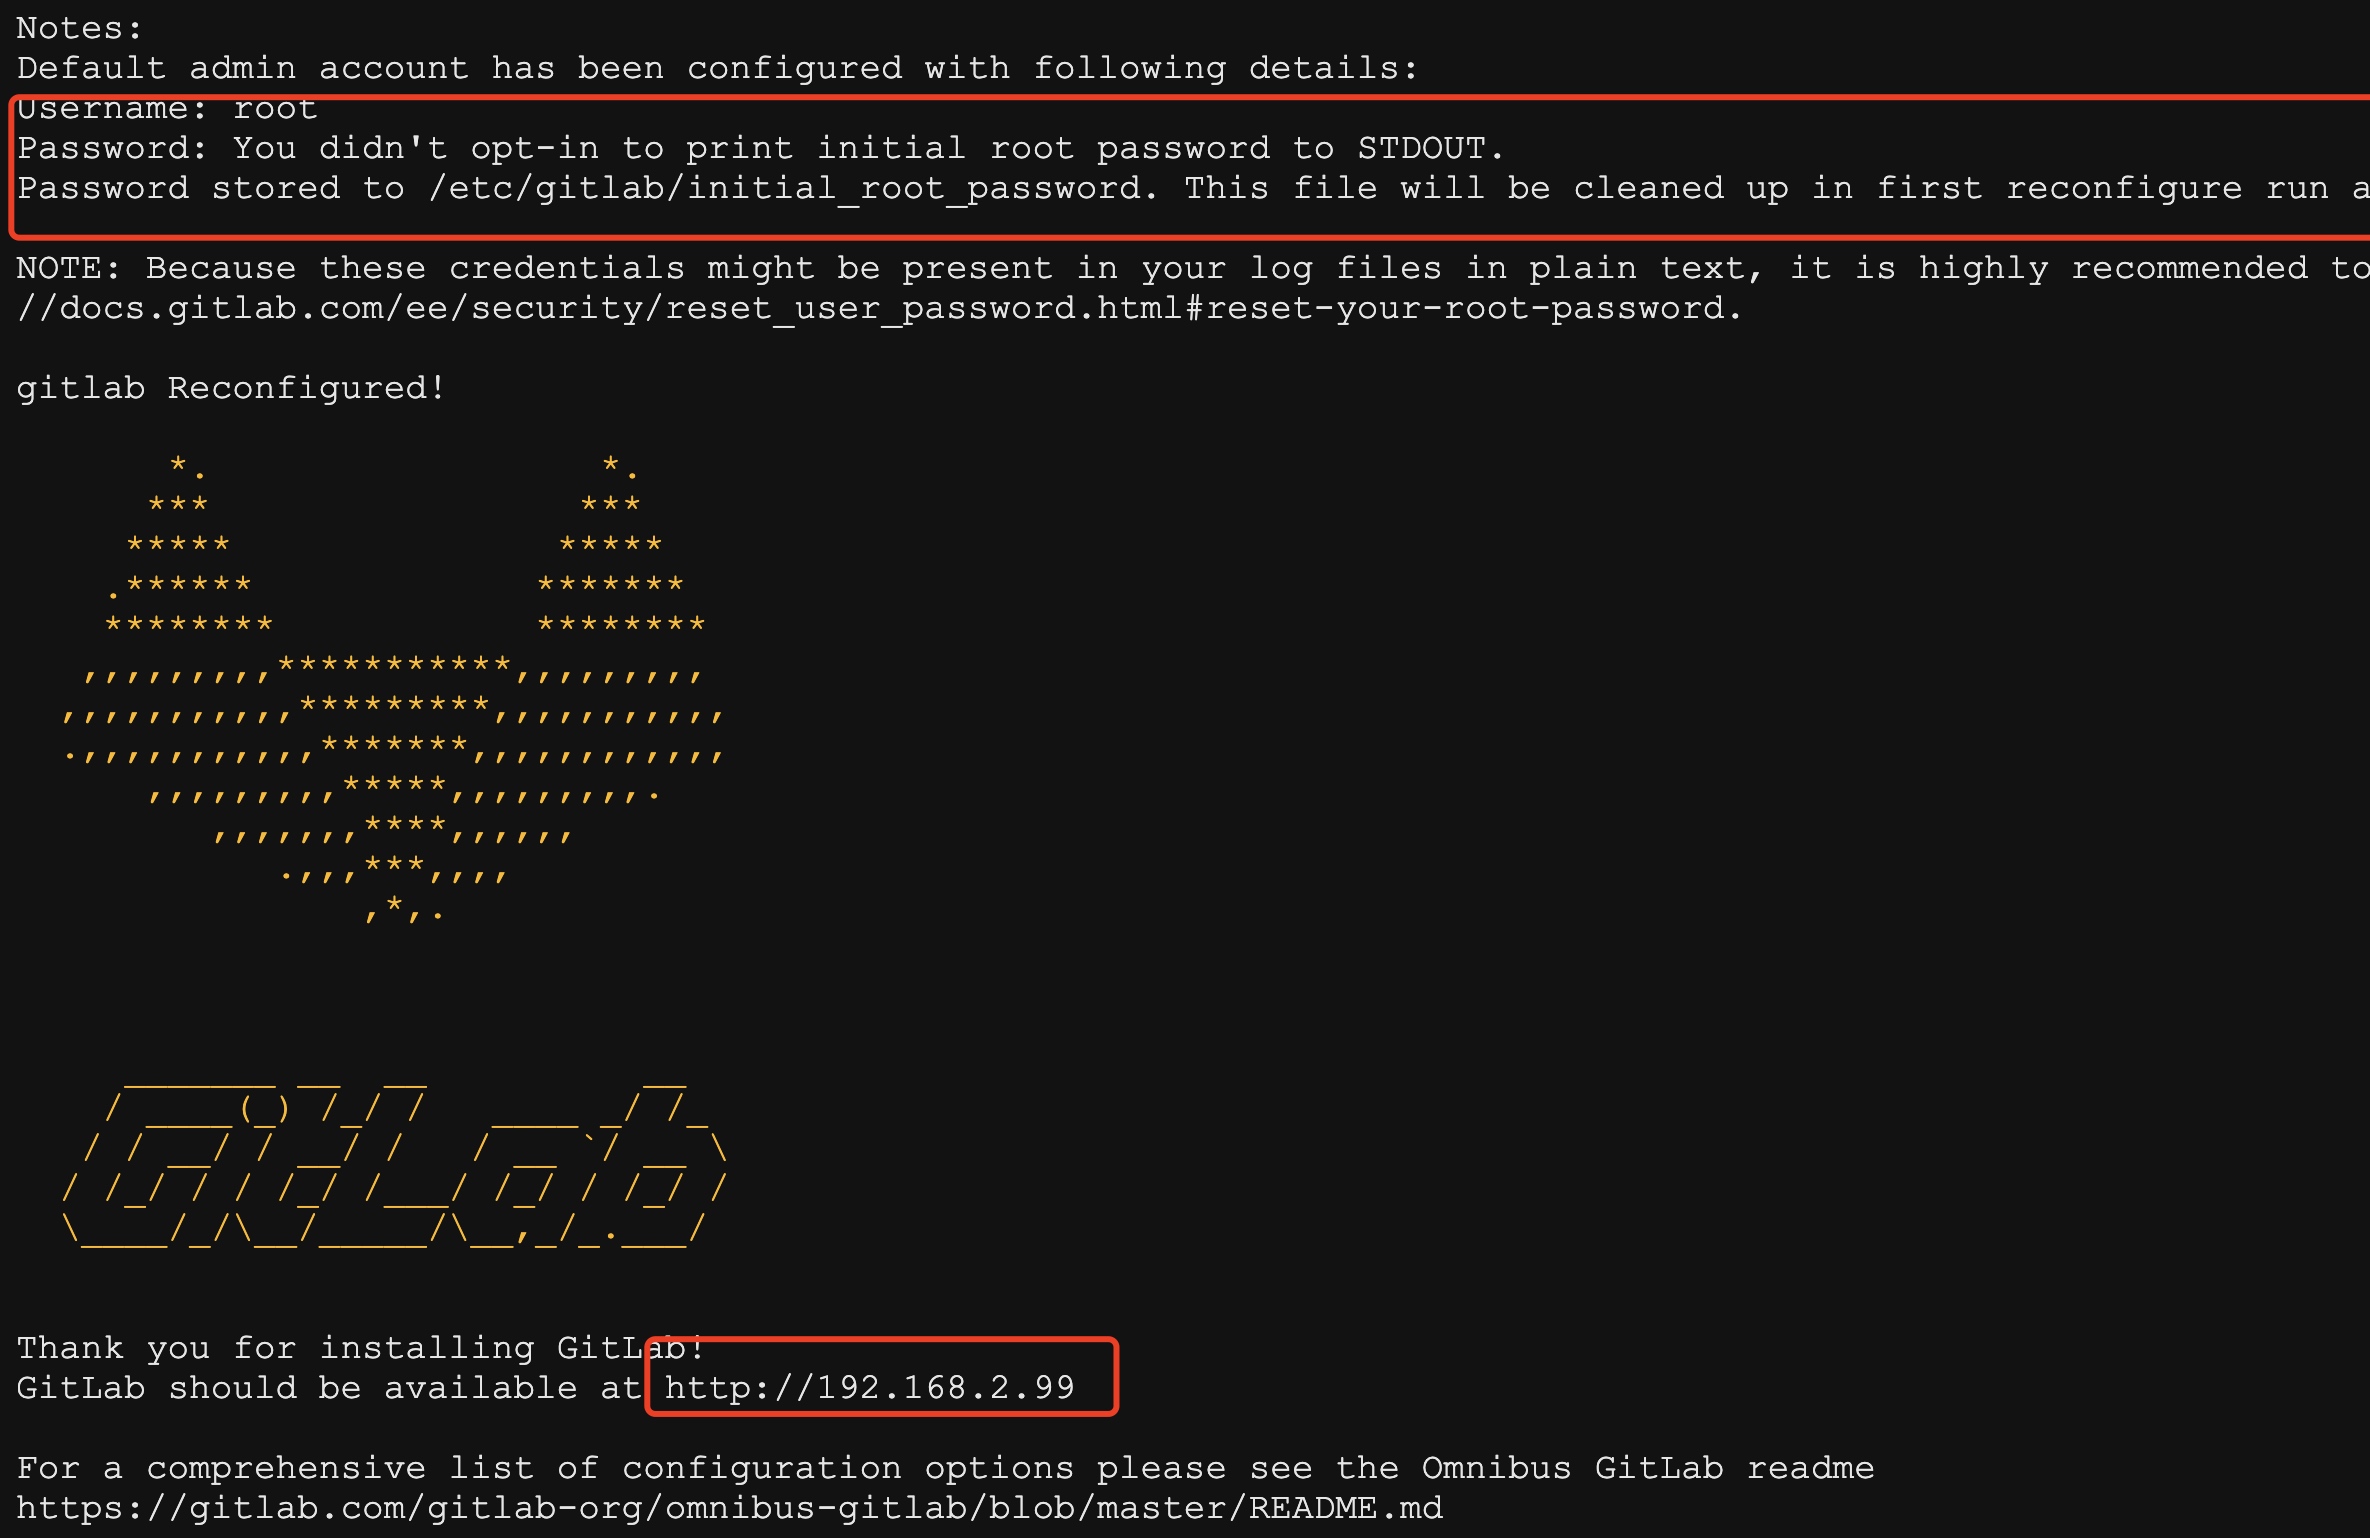 Notes:
Default admin account has been configured with following details:
Username: root
Password: You didn't opt-in to print initial root password to STDOUT.
Password stored to /etc/gitlab/initial_root_password. This file will be cleaned up in first reconfigure run a
NOTE: Because these credentials might be present in your log files in plain text, it is highly recommended to
//docs.gitlab.com/ee/security/reset_user_password.html#reset-your-root-password.
gitlab Reconfigured!
GitLab
Thank you for installing GitLab!
GitLab should be available at http://192.168.2.99
For a comprehensive list of configuration options please see the Omnibus GitLab readme
https://gitlab.com/gitlab-org/omnibus-gitlab/blob/master/README.md